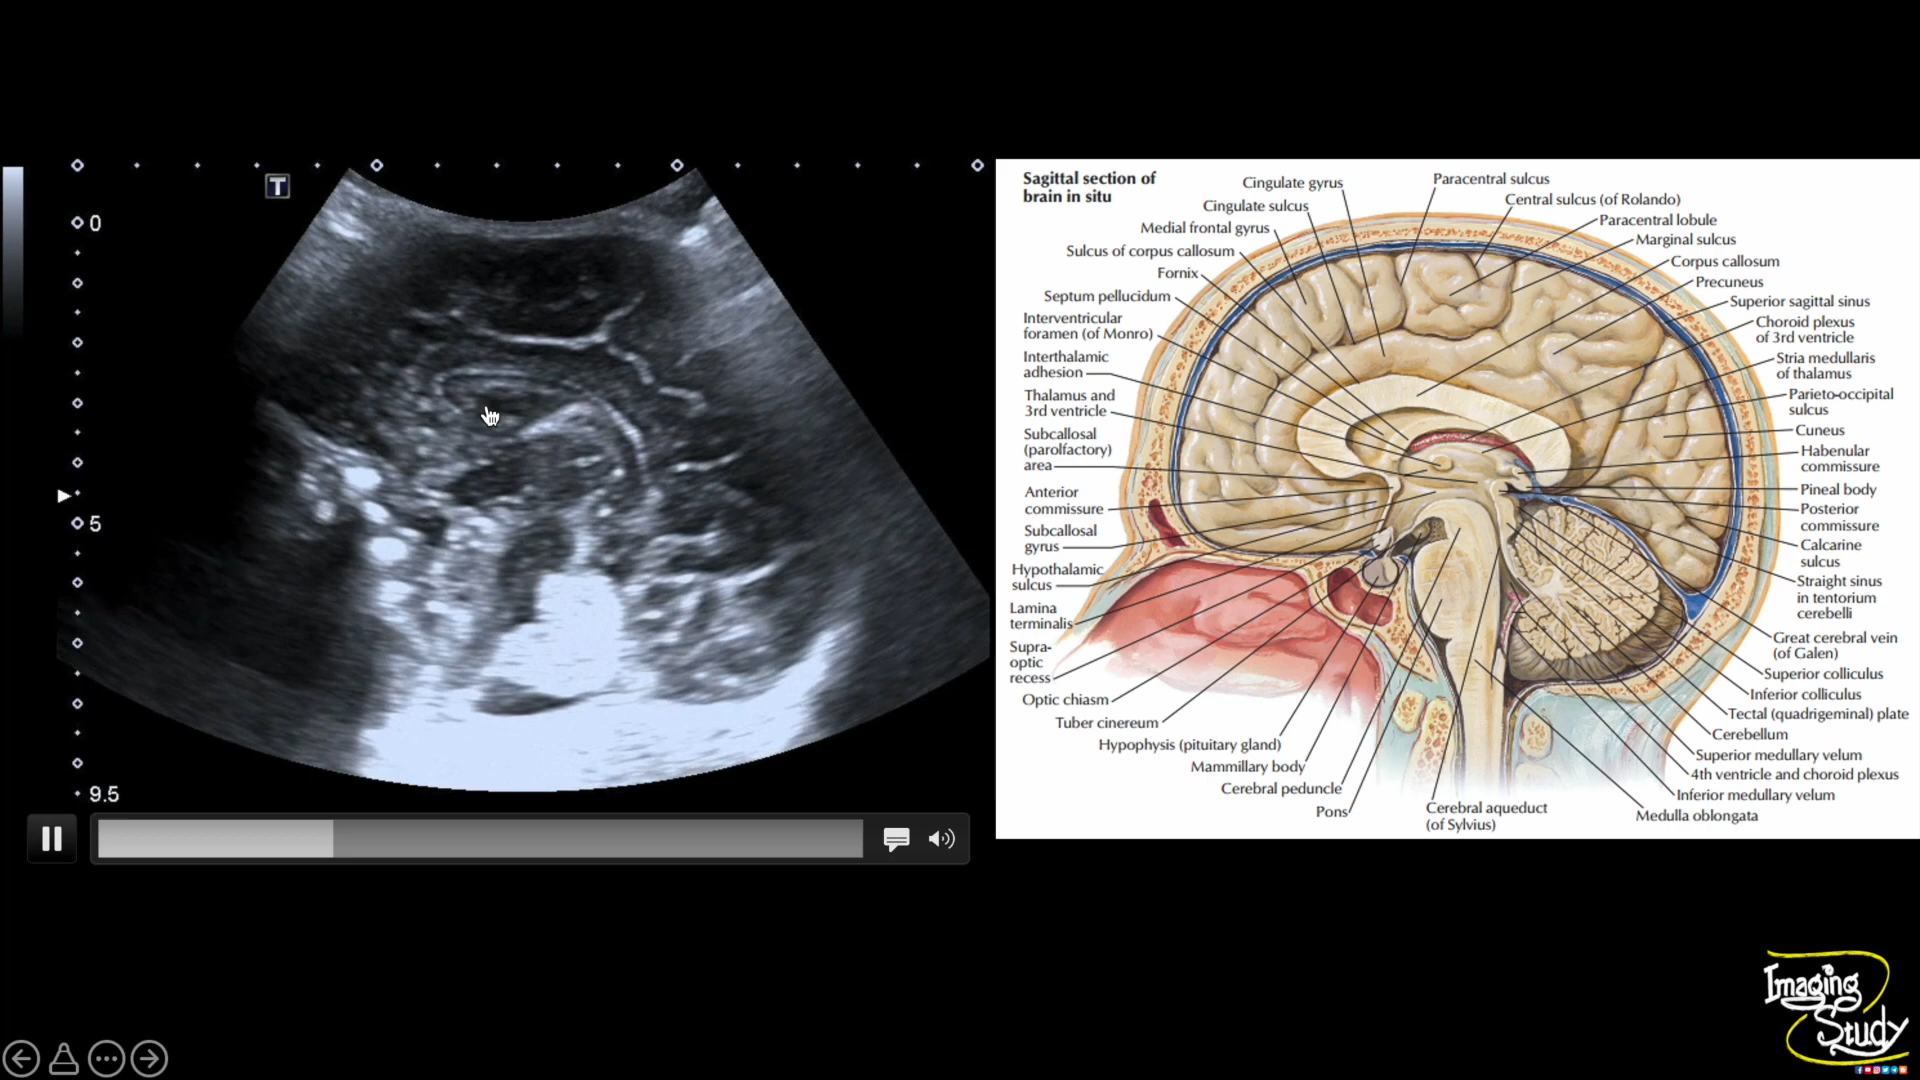 T
0
5
9.5
Sagittal section of
brain in situ
Cingulate gyrus
Cingulate sulcus
Medial frontal gyrus
Sulcus of corpus callosum
Fornix
Septum pellucidum
Interventricular
foramen (of Monro)
Interthalamic
adhesion
Thalamus and
3rd ventricle
Subcallosal
(parolfactory)
area
Anterior
commissure
Subcallosal
gyrus
Hypothalamic
sulcus
Lamina
terminalis
Supra-
optic
recess
Optic chiasm
Tuber cinereum
Hypophysis (pituitary gland)
Mammillary body
Cerebral peduncle
Pons
Cerebral aqueduct
(of Sylvius)
Paracentral sulcus
Central sulcus (of Rolando)
Paracentral lobule
Marginal sulcus
Corpus callosum
Precuneus
Superior sagittal sinus
Choroid plexus
of 3rd ventricle
Stria medullaris
of thalamus
Parieto-occipital
sulcus
Cuneus
Habenular
commissure
Pineal body
Posterior
commissure
Calcarine
sulcus
Straight sinus
in tentorium
cerebelli
Great cerebral vein
(of Galen)
Superior colliculus
Inferior colliculus
Tectal (quadrigeminal) plate
Cerebellum
Superior medullary velum
4th ventricle and choroid plexus
Inferior medullary velum
Medulla oblongata
Imaging
Study